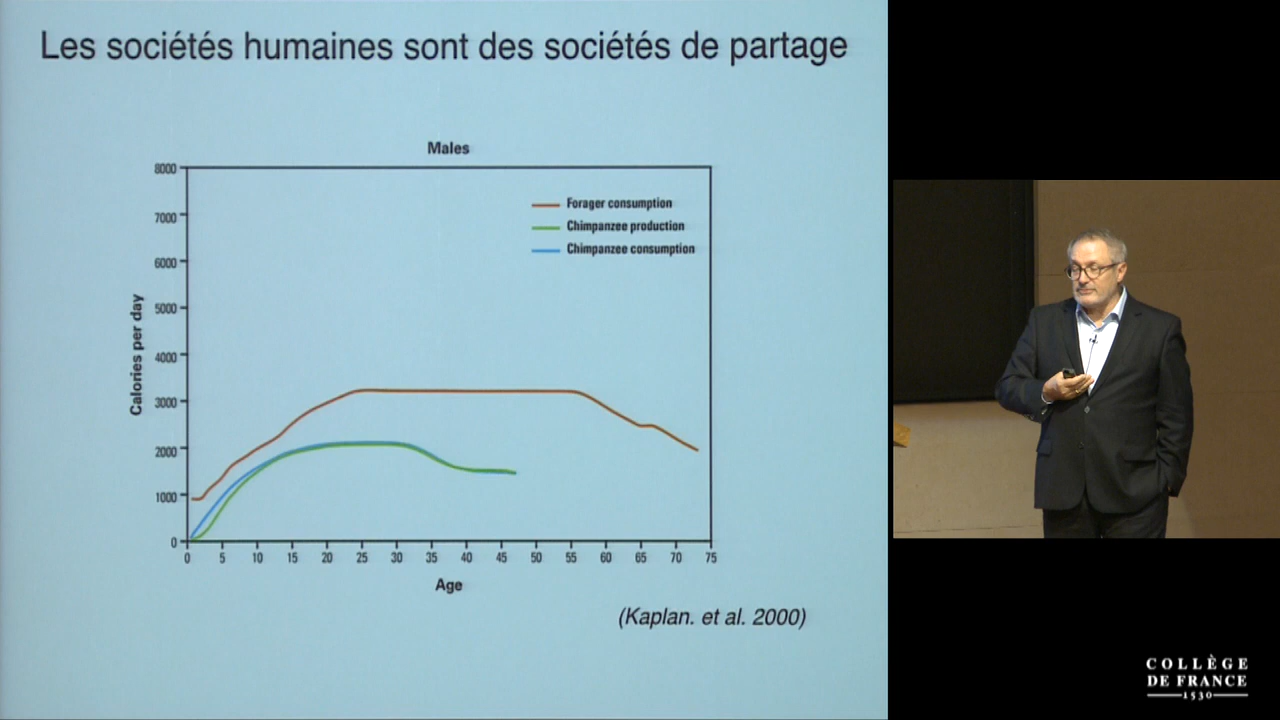 Les sociétés humaines sont des sociétés de partage
Males
8000
7000
6000
5000
4000
3000
2000
1000
0
Calories per day
Forager consumption
Chimpanzee production
Chimpanzee consumption
0 5 10 15 20 25 30 35 40 45 50 55 60 65 70 75
Age
(Kaplan. et al. 2000)
COLLÈGE
DE FRANCE
1530